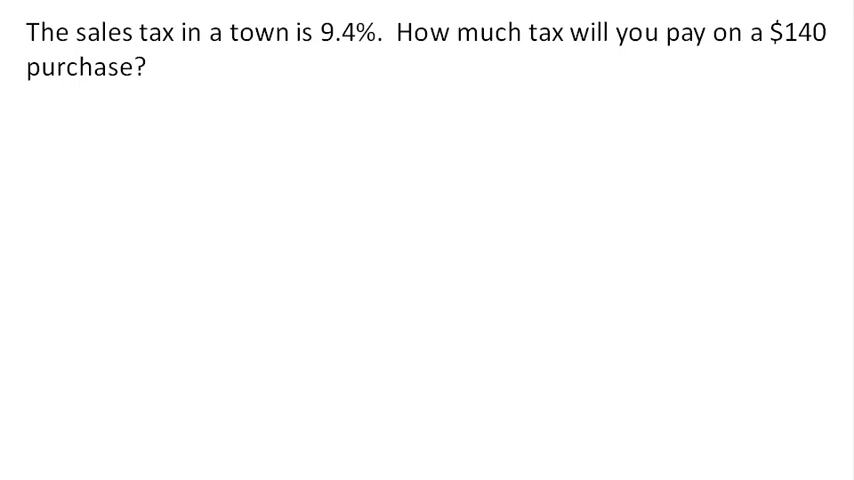 The sales tax in a town is 9.4%.  How much tax will you pay on a $140
purchase?